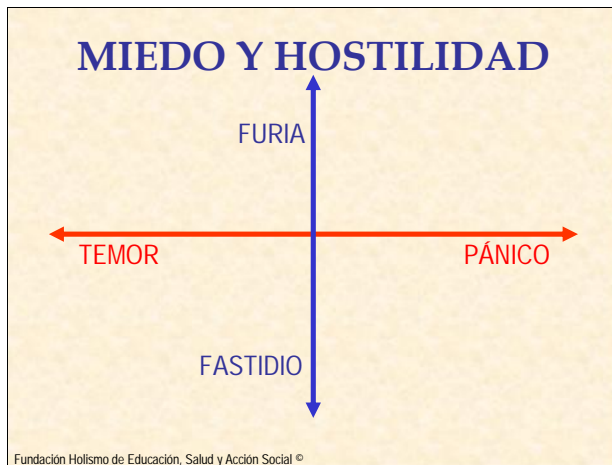 MIEDO Y HOSTILIDAD
FURIA
TEMOR
PÁNICO
FASTIDIO
Fundación Holismo de Educación, Salud y Acción Social ©